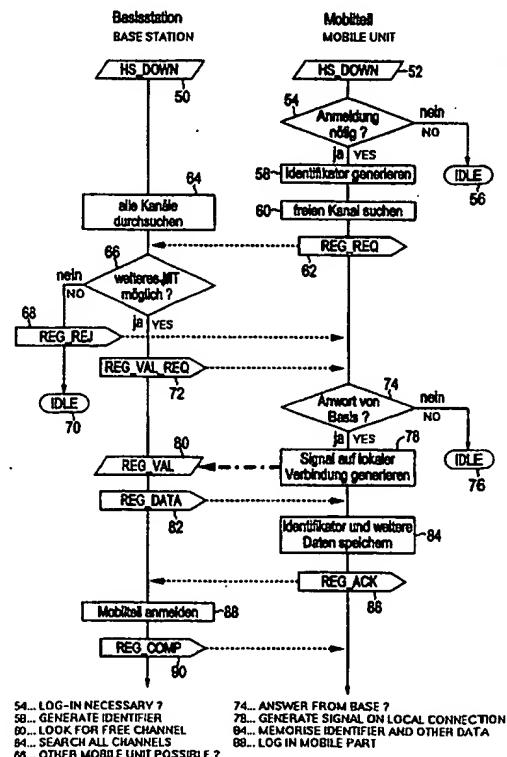 Basisstation
BASE STATION
Mobilteil
MOBILE UNIT
HS_DOWN
50
HS_DOWN
52
54
Anmeldung
nötig ?
nein
NO
ja YES
IDLE
56
58
Identifikator generieren
64
alle Kanäle
durchsuchen
60
freien Kanal suchen
REG_REQ
62
66
weiteres MT
möglich ?
nein
NO
ja YES
68
REG_REJ
REG_VAL_REQ
72
IDLE
70
74
Anwort von
Basis ?
nein
NO
ja YES
78
IDLE
76
80
REG_VAL
Signal auf lokaler
Verbindung generieren
REG_DATA
82
Identifikator und weitere
Daten speichern
84
REG_ACK
86
Mobilteil anmelden
88
REG_COMP
90
54... LOG-IN NECESSARY ?
58... GENERATE IDENTIFIER
60... LOOK FOR FREE CHANNEL
64... SEARCH ALL CHANNELS
66... OTHER MOBILE UNIT POSSIBLE ?
74... ANSWER FROM BASE ?
78... GENERATE SIGNAL ON LOCAL CONNECTION
84... MEMORISE IDENTIFIER AND OTHER DATA
88... LOG IN MOBILE PART